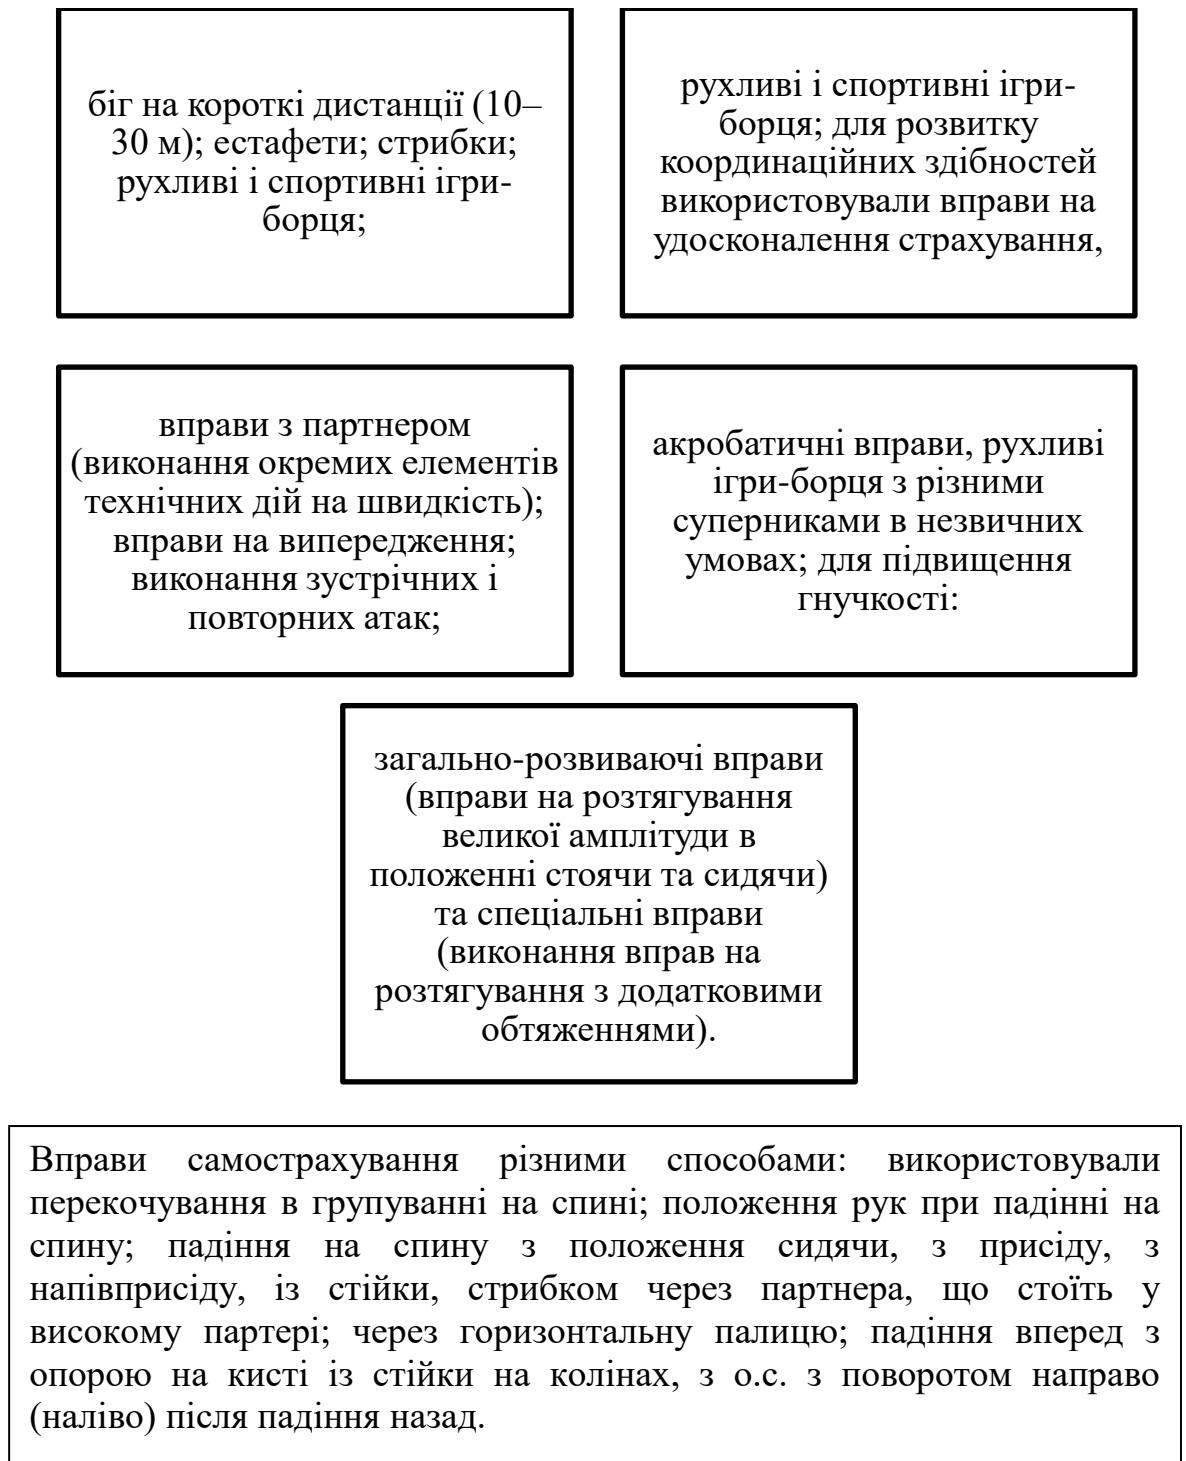 біг на короткі дистанції (10–
30 м); естафети; стрибки;
рухливі і спортивні ігри-
борця;
рухливі і спортивні ігри-
борця; для розвитку
координаційних здібностей
використовували вправи на
удосконалення страхування,
вправи з партнером
(виконання окремих елементів
технічних дій на швидкість);
вправи на випередження;
виконання зустрічних і
повторних атак;
акробатичні вправи, рухливі
ігри-борця з різними
суперниками в незвичних
умовах; для підвищення
гнучкості:
загально-розвиваючі вправи
(вправи на розтягування
великої амплітуди в
положенні стоячи та сидячи)
та спеціальні вправи
(виконання вправ на
розтягування з додатковими
обтяженнями).
Вправи самострахування різними способами: використовували
перекочування в групуванні на спині; положення рук при падінні на
спину; падіння на спину з положення сидячи, з присіду, з
напівприсіду, із стійки, стрибком через партнера, що стоїть у
високому партері; через горизонтальну палицю; падіння вперед з
опорою на кисті із стійки на колінах, з о.с. з поворотом направо
(наліво) після падіння назад.